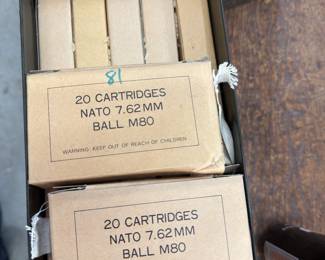 81
20 CARTRIDGES
NATO 7.62MM
BALL M80
WARNING: KEEP OUT OF REACH OF CHILDREN
20 CARTRIDGES
NATO 7.62MM
BALL M80